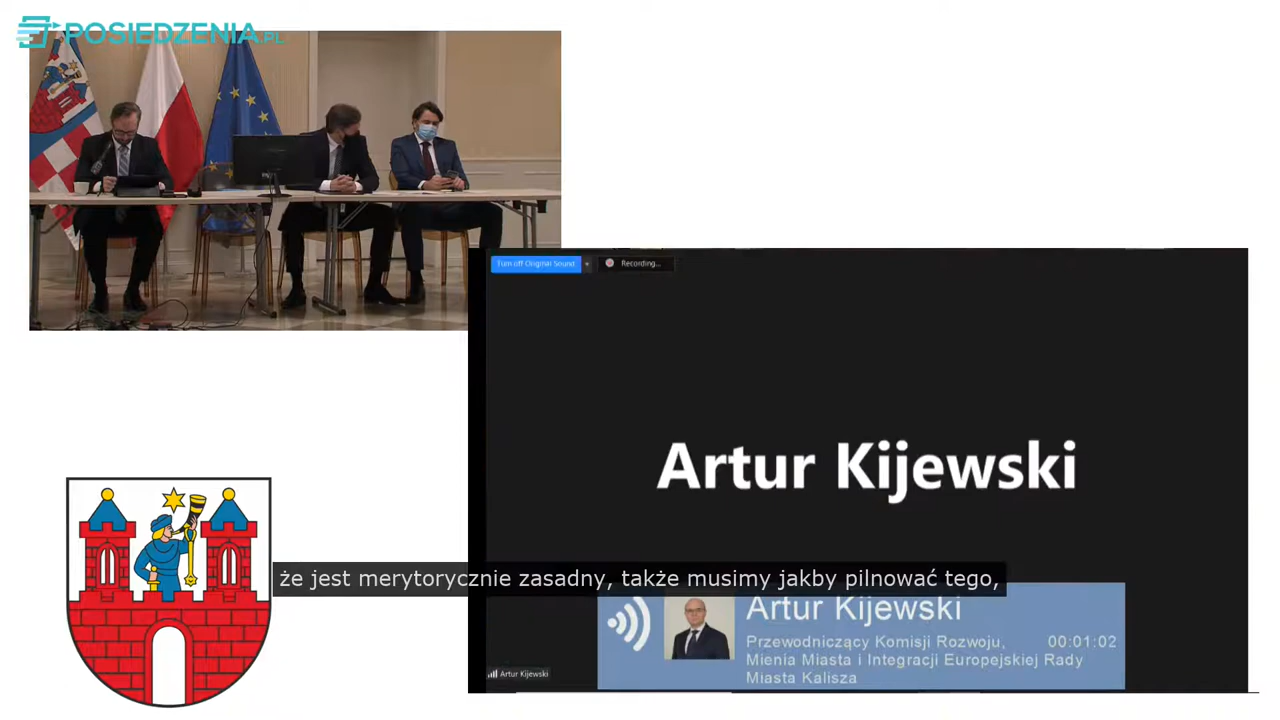 POSIEDZENIA.PL
Turn off Original Sound
Recording...
Artur Kijewski
że jest merytorycznie zasadny, także musimy jakby pilnować tego,
Artur Kijewski
Przewodniczący Komisji Rozwoju, 00:01:02
Mienia Miasta i Integracji Europejskiej Rady
Miasta Kalisza
Artur Kijewski